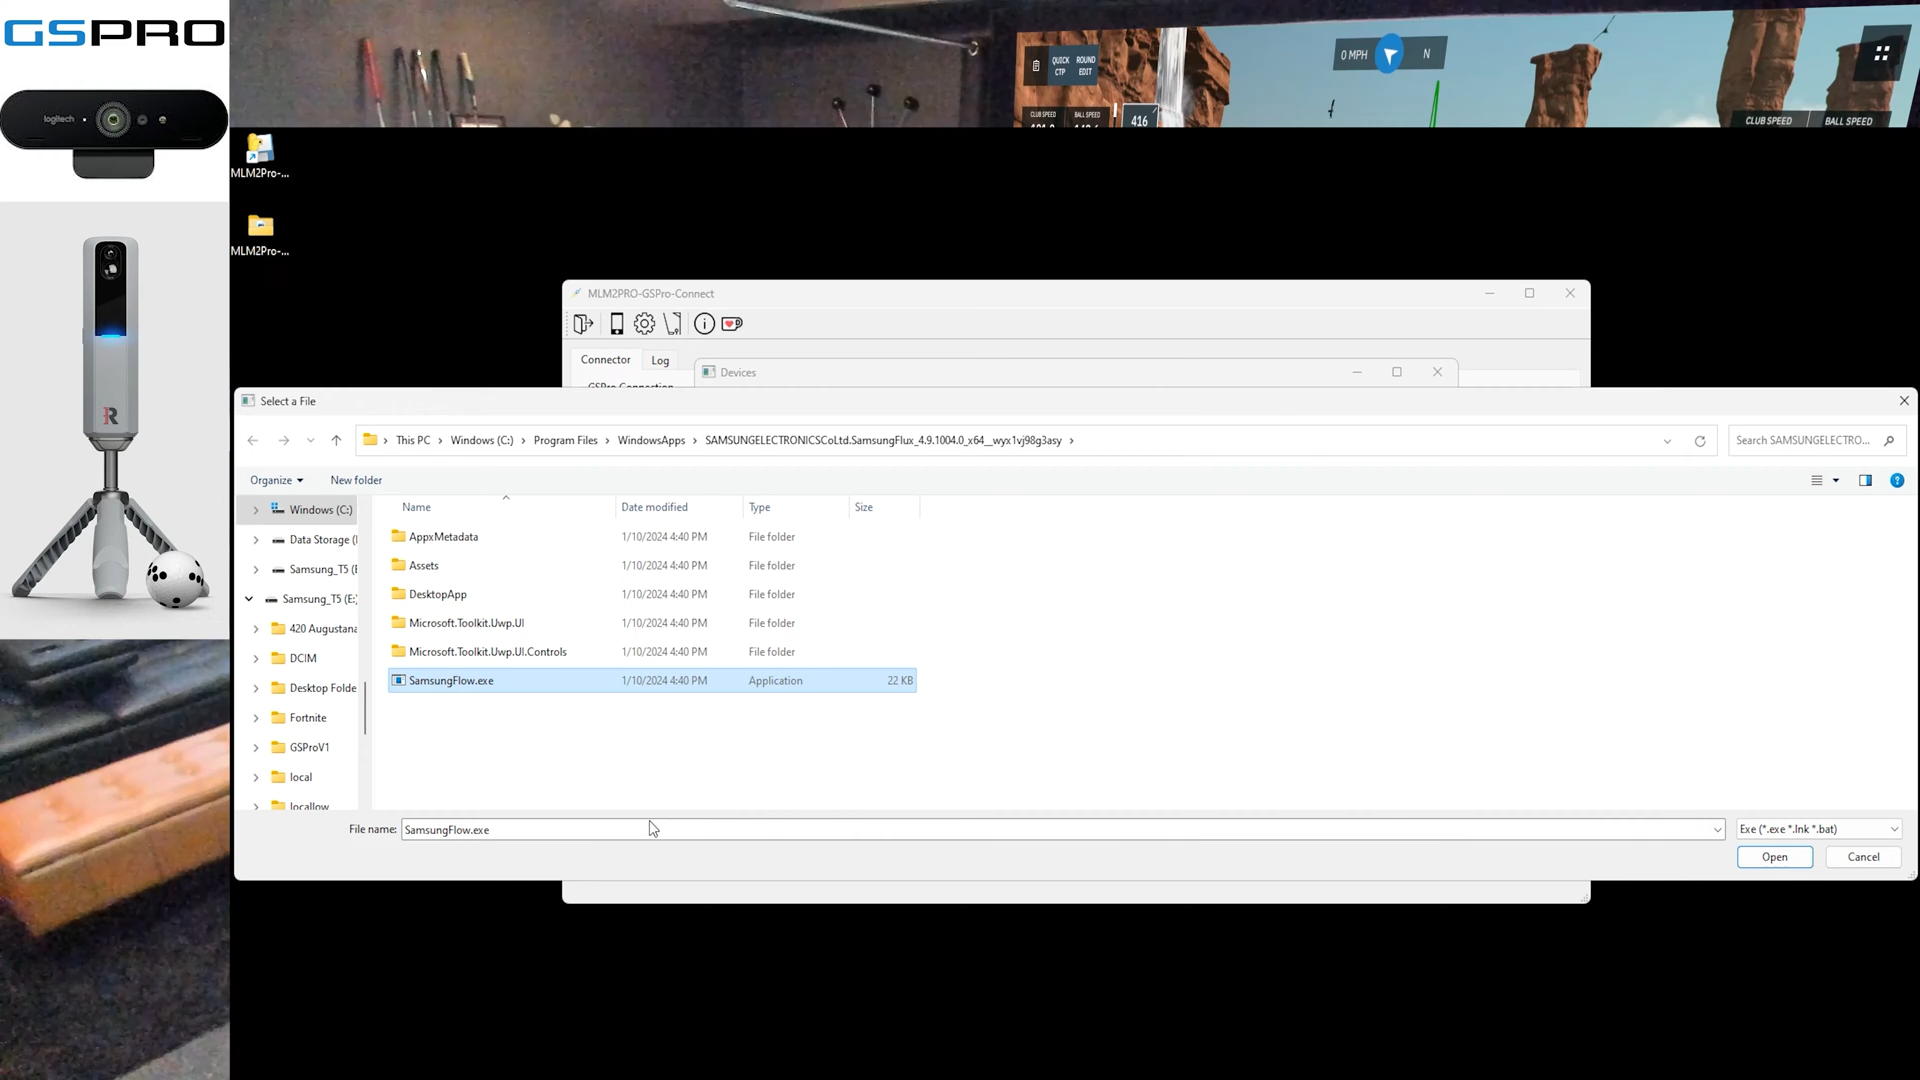 GSPRO
logitech
R
QUICK CTP
ROUND EDIT
0 MPH
N
CLUB SPEED
BALL SPEED
416
CLUB SPEED
BALL SPEED
MLM2Pro-...
MLM2Pro-...
MLM2PRO-GSPro-Connect
Connector
Log
GSPro Connection
Devices
Select a File
This PC
Windows (C:)
Program Files
WindowsApps
SAMSUNGELECTRONICSCoLtd.SamsungFlux_4.9.1004.0_x64__wyx1vj98g3asy
Search SAMSUNGELECTRO...
Organize
New folder
Name
Date modified
Type
Size
Windows (C:)
Data Storage (
Samsung_T5 (E
Samsung_T5 (E:
420 Augustana
DCIM
Desktop Folde
Fortnite
GSProV1
local
locallow
AppxMetadata 1/10/2024 4:40 PM File folder
Assets 1/10/2024 4:40 PM File folder
DesktopApp 1/10/2024 4:40 PM File folder
Microsoft.Toolkit.Uwp.UI 1/10/2024 4:40 PM File folder
Microsoft.Toolkit.Uwp.UI.Controls 1/10/2024 4:40 PM File folder
SamsungFlow.exe 1/10/2024 4:40 PM Application 22 KB
File name: SamsungFlow.exe
Exe (*.exe *.lnk *.bat)
Open
Cancel